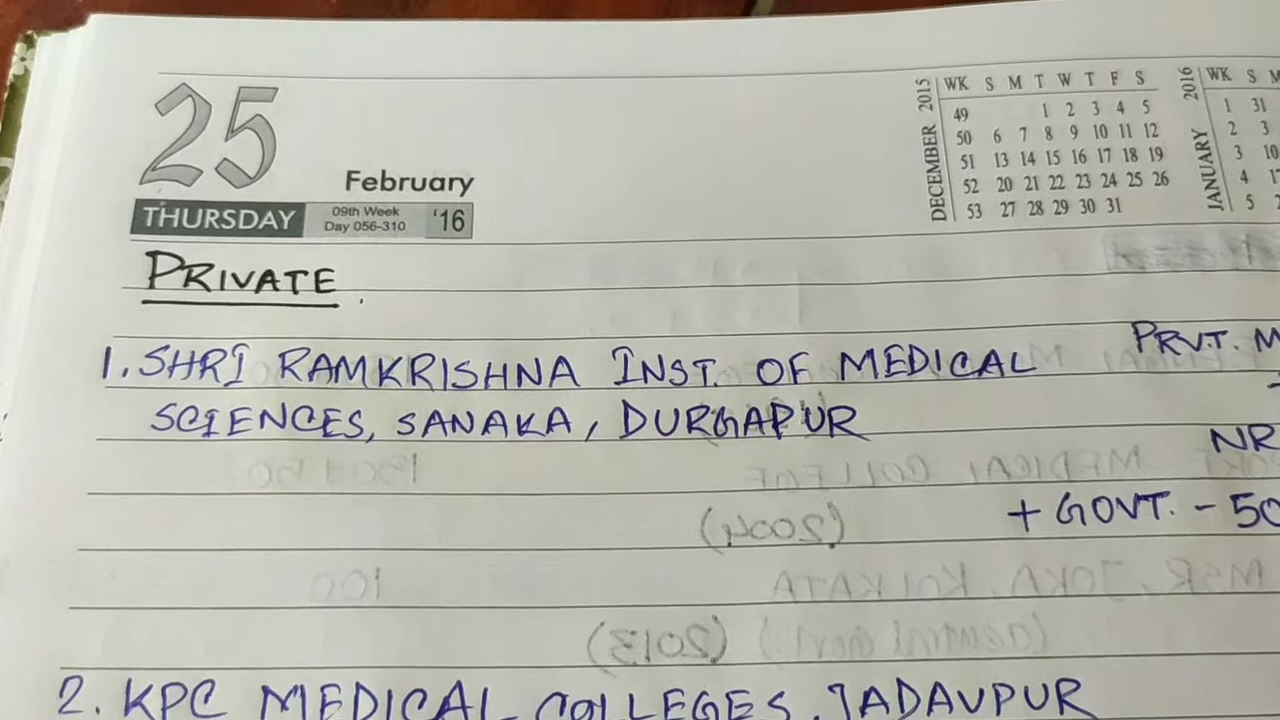 25
February
THURSDAY
09th Week
Day 056-310
'16
DECEMBER 2015
WK S M T W T F S
49 1 2 3 4 5
50 6 7 8 9 10 11 12
51 13 14 15 16 17 18 19
52 20 21 22 23 24 25 26
53 27 28 29 30 31
JANUARY 2016
WK S M
1 31
2 3
3 10
4
5
PRIVATE
1. SHRI RAMKRISHNA INST. OF MEDICAL
SCIENCES, SANAKA, DURGAPUR
PRVT. M
NR
+ GOVT. - 50
2. KPC MEDICAL COLLEGES, JADAVPUR